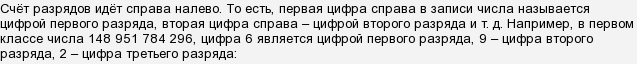 Счёт разрядов идёт справа налево. То есть, первая цифра справа в записи числа называется
цифрой первого разряда, вторая цифра справа – цифрой второго разряда и т. д. Например, в первом
классе числа 148 951 784 296, цифра 6 является цифрой первого разряда, 9 – цифра второго
разряда, 2 – цифра третьего разряда: